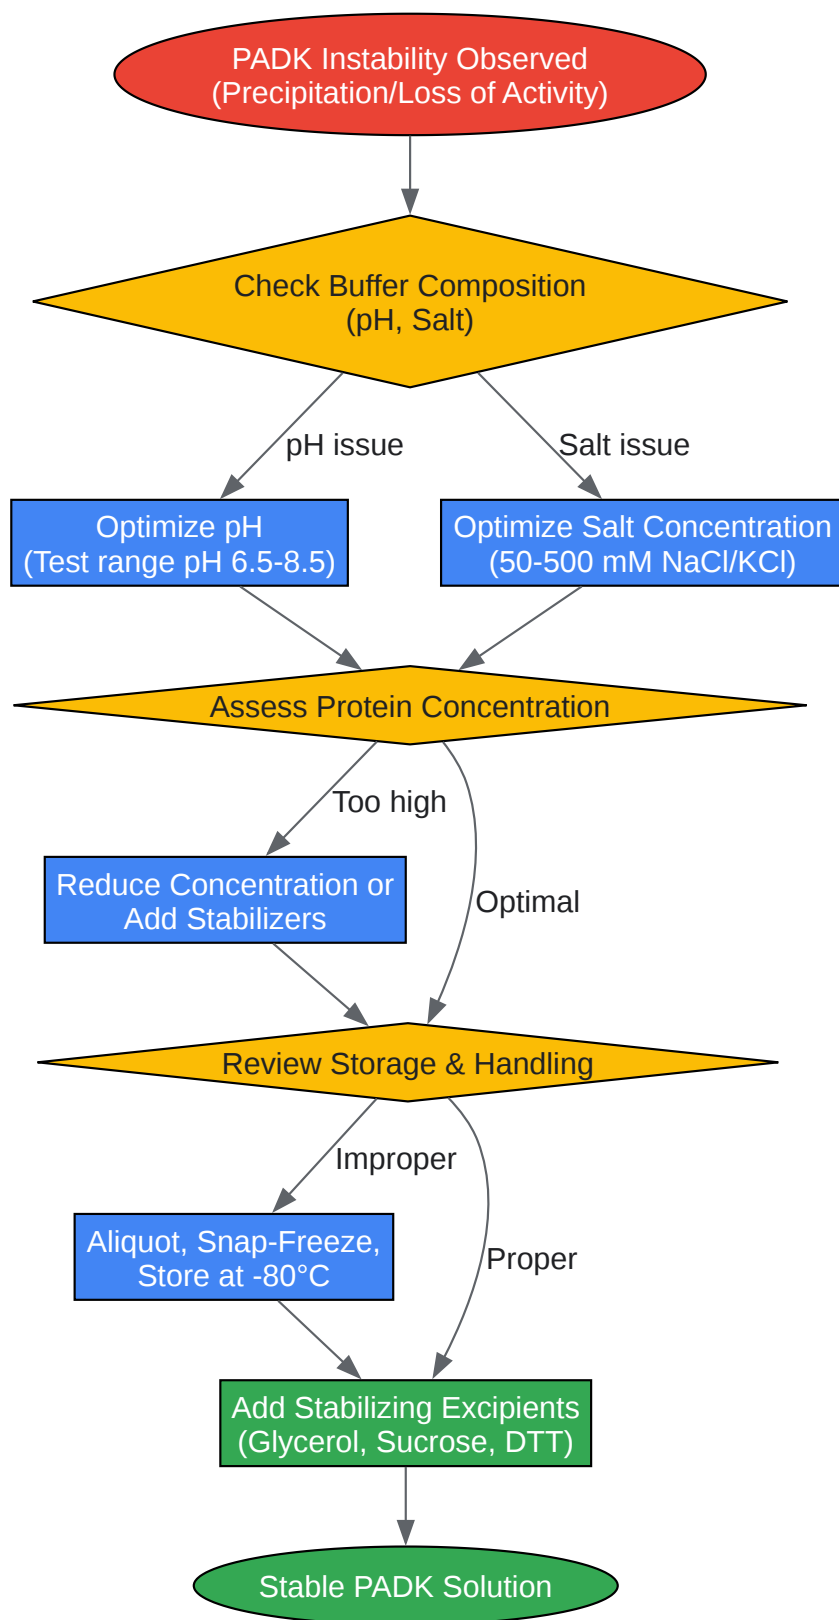 PADK Instability Observed
(Precipitation/Loss of Activity)
Check Buffer Composition
(pH, Salt)
pH issue
Salt issue
Optimize pH
(Test range pH 6.5-8.5)
Optimize Salt Concentration
(50-500 mM NaCl/KCl)
Assess Protein Concentration
Too high
Reduce Concentration or
Add Stabilizers
Optimal
Review Storage & Handling
Improper
Aliquot, Snap-Freeze,
Store at -80°C
Proper
Add Stabilizing Excipients
(Glycerol, Sucrose, DTT)
Stable PADK Solution